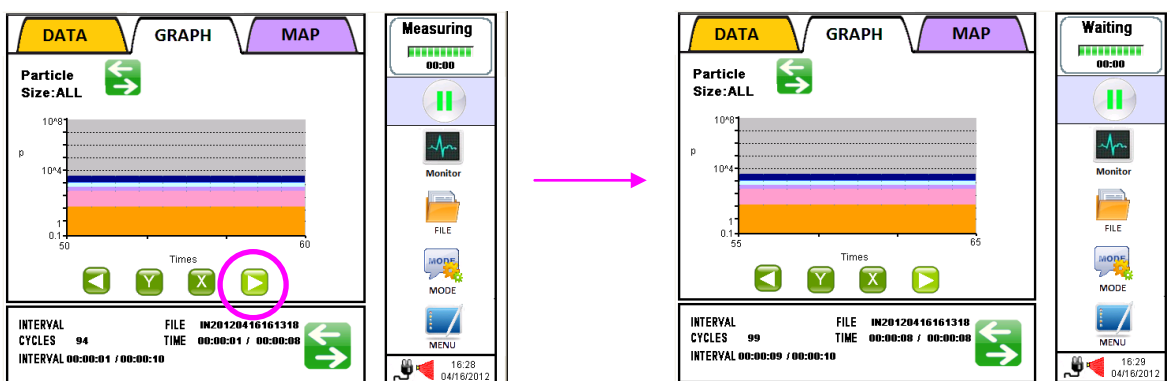 DATA GRAPH MAP
Particle
Size:ALL
10^8
p
10^4
1
0.1
50 60
Times
Y X
INTERVAL FILE IN20120416161318
CYCLES 94 TIME 00:00:01 / 00:00:08
INTERVAL 00:00:01 / 00:00:10
Measuring
00:00
Monitor
FILE
MODE
MODE
MENU
16:28
04/16/2012
DATA GRAPH MAP
Particle
Size:ALL
10^8
p
10^4
1
0.1
55 65
Times
Y X
INTERVAL FILE IN20120416161318
CYCLES 99 TIME 00:00:08 / 00:00:08
INTERVAL 00:00:09 / 00:00:10
Waiting
00:00
Monitor
FILE
MODE
MODE
MENU
16:29
04/16/2012